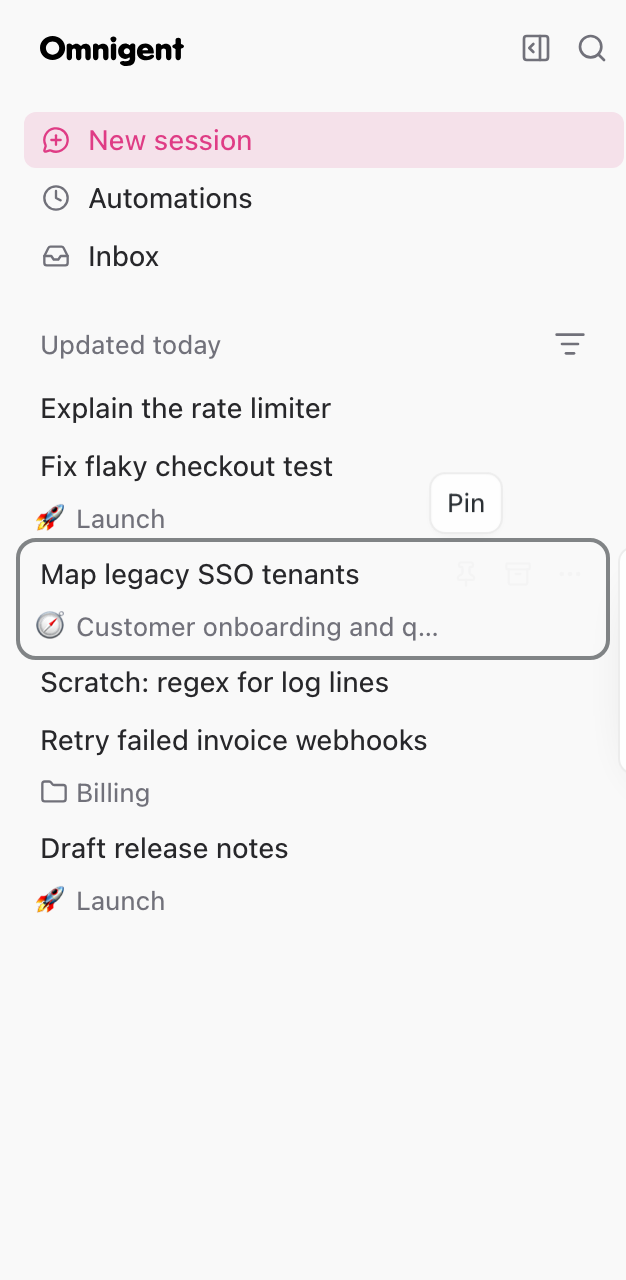 Omnigent
New session
Automations
Inbox
Updated today
Explain the rate limiter
Fix flaky checkout test
Launch
Pin
Map legacy SSO tenants
Customer onboarding and q...
Scratch: regex for log lines
Retry failed invoice webhooks
Billing
Draft release notes
Launch